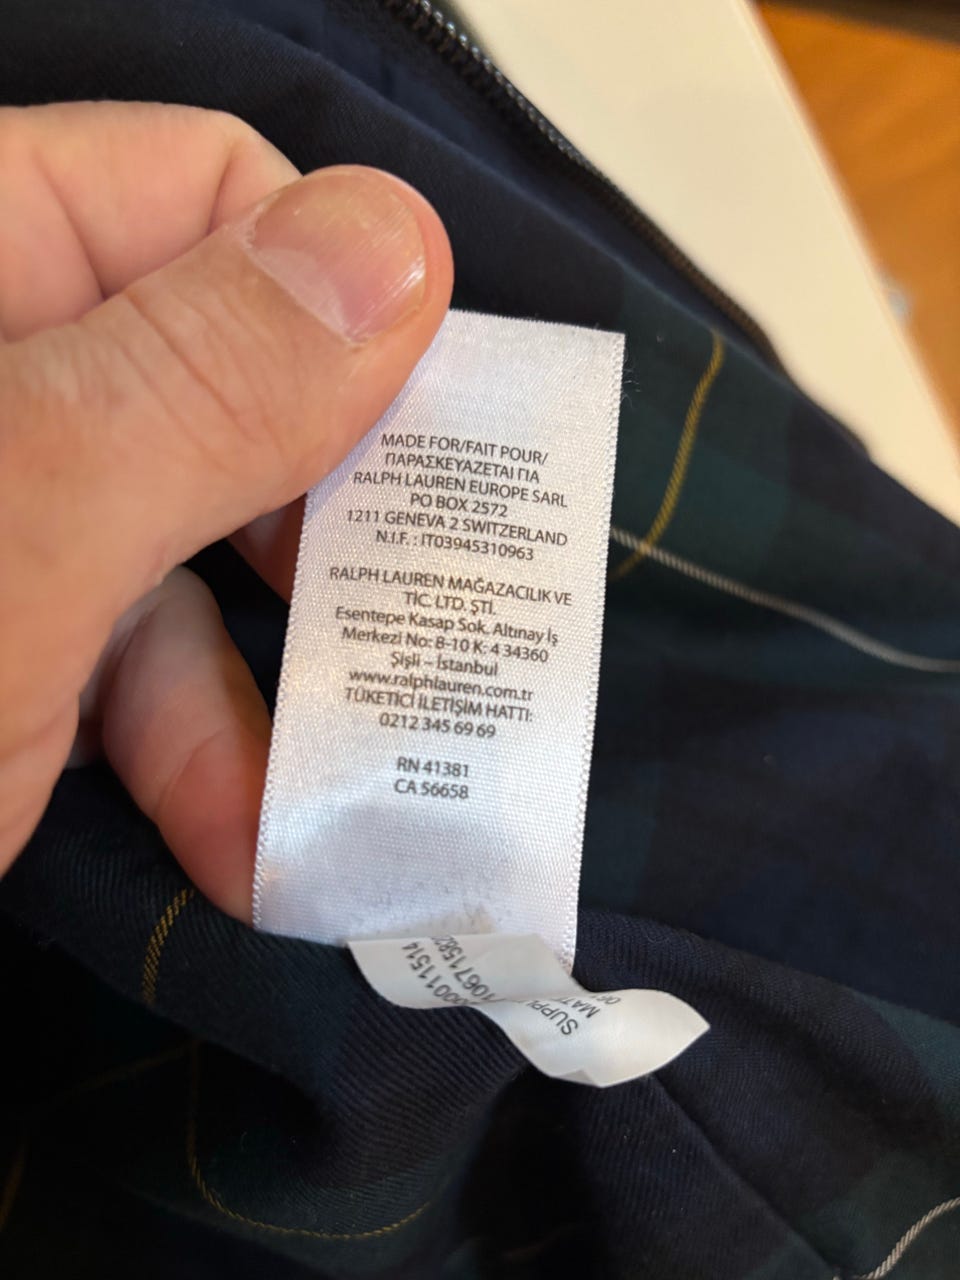 MADE FOR/FAIT POUR/
ΠΑΡΑΣΚΕΥΑΖΕΤΑΙ ΓΙΑ
RALPH LAUREN EUROPE SARL
PO BOX 2572
1211 GENEVA 2 SWITZERLAND
N.I.F. : IT03945310963
RALPH LAUREN MAĞAZACILIK VE
TİC. LTD. ŞTİ.
Esentepe Kasap Sok. Altınay İş
Merkezi No: B-10 K: 4 34360
Şişli – İstanbul
www.ralphlauren.com.tr
TÜKETİCİ İLETİŞİM HATTI:
0212 345 69 69
RN 41381
CA 56658